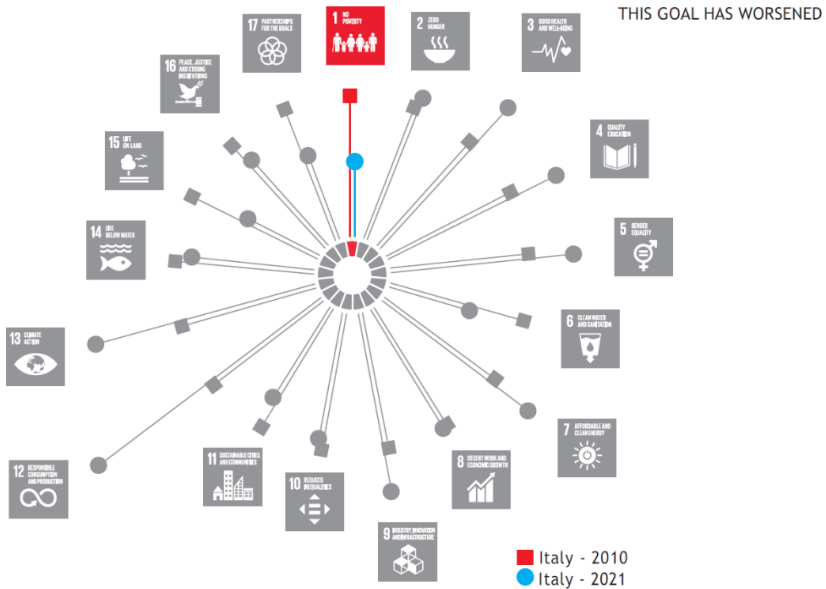 THIS GOAL HAS WORSENED
17 PARTNERSHIPS
FOR THE GOALS
1 NO
POVERTY
2 ZERO
HUNGER
3 GOOD HEALTH
AND WELL-BEING
16 PEACE, JUSTICE
AND STRONG
INSTITUTIONS
4 QUALITY
EDUCATION
15 LIFE
ON LAND
14 LIFE
BELOW WATER
5 GENDER
EQUALITY
13 CLIMATE
ACTION
6 CLEAN WATER
AND SANITATION
12 RESPONSIBLE
CONSUMPTION
AND PRODUCTION
11 SUSTAINABLE CITIES
AND COMMUNITIES
7 AFFORDABLE AND
CLEAN ENERGY
10 REDUCED
INEQUALITIES
8 DECENT WORK AND
ECONOMIC GROWTH
9 INDUSTRY, INNOVATION
AND INFRASTRUCTURE
Italy - 2010
Italy - 2021